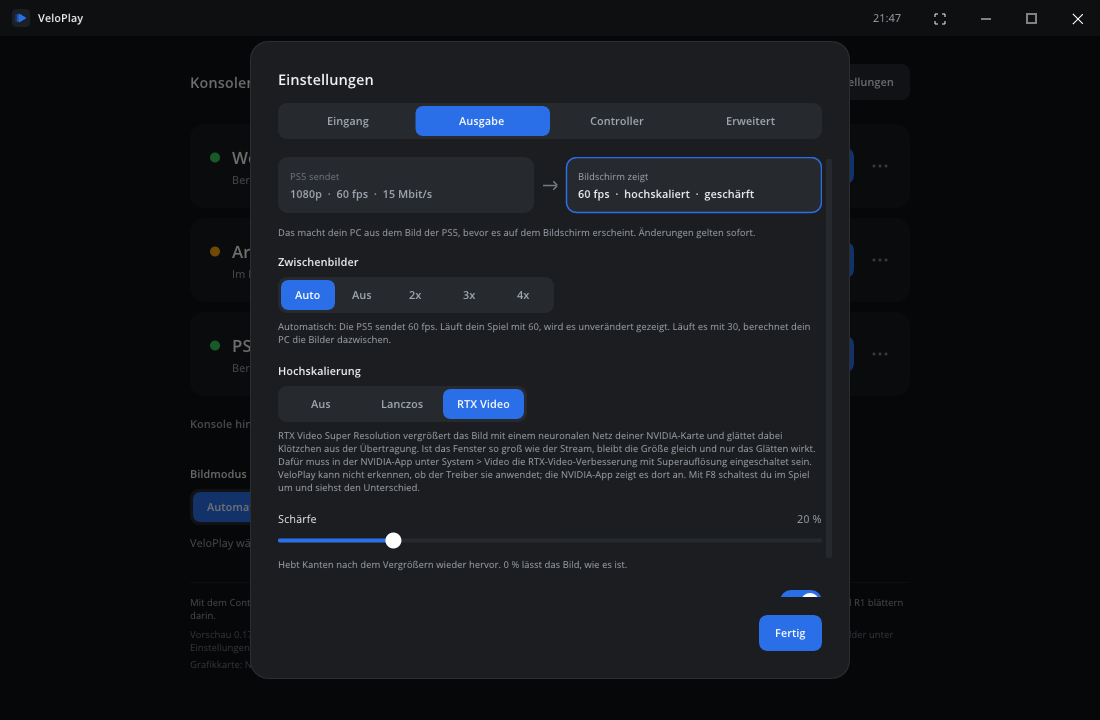 VeloPlay
21:47
Konsolen
ellungen
Einstellungen
Eingang
Ausgabe
Controller
Erweitert
PS5 sendet
1080p · 60 fps · 15 Mbit/s
→
Bildschirm zeigt
60 fps · hochskaliert · geschärft
Das macht dein PC aus dem Bild der PS5, bevor es auf dem Bildschirm erscheint. Änderungen gelten sofort.
Zwischenbilder
Auto
Aus
2x
3x
4x
Automatisch: Die PS5 sendet 60 fps. Läuft dein Spiel mit 60, wird es unverändert gezeigt. Läuft es mit 30, berechnet dein
PC die Bilder dazwischen.
Hochskalierung
Aus
Lanczos
RTX Video
RTX Video Super Resolution vergrößert das Bild mit einem neuronalen Netz deiner NVIDIA-Karte und glättet dabei
Klötzchen aus der Übertragung. Ist das Fenster so groß wie der Stream, bleibt die Größe gleich und nur das Glätten wirkt.
Dafür muss in der NVIDIA-App unter System > Video die RTX-Video-Verbesserung mit Superauflösung eingeschaltet sein.
VeloPlay kann nicht erkennen, ob der Treiber sie anwendet; die NVIDIA-App zeigt es dort an. Mit F8 schaltest du im Spiel
um und siehst den Unterschied.
Schärfe
20 %
Hebt Kanten nach dem Vergrößern wieder hervor. 0 % lässt das Bild, wie es ist.
Fertig
Im
PS
Konsole hin
Bildmodus
Automa
VeloPlay wä
Mit dem Cont
R1 blättern
darin.
Vorschau 0.1
lder unter
Einstellungen
Grafikkarte: N